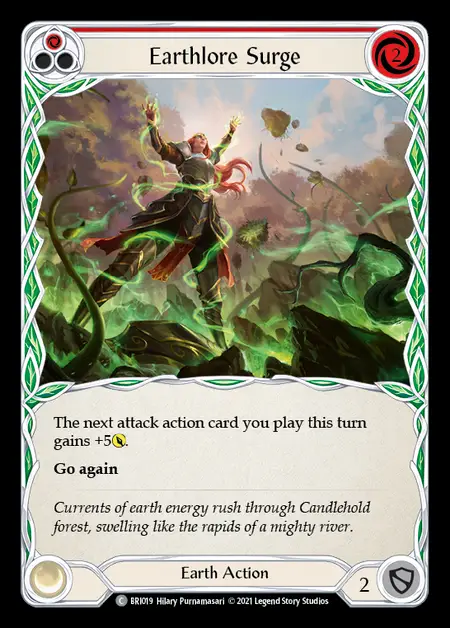 2
Earthlore Surge
The next attack action card you play this turn
gains +5.
Go again
Currents of earth energy rush through Candlehold
forest, swelling like the rapids of a mighty river.
Earth Action
2
C BRI019 Hilary Purnamasari © 2021 Legend Story Studios